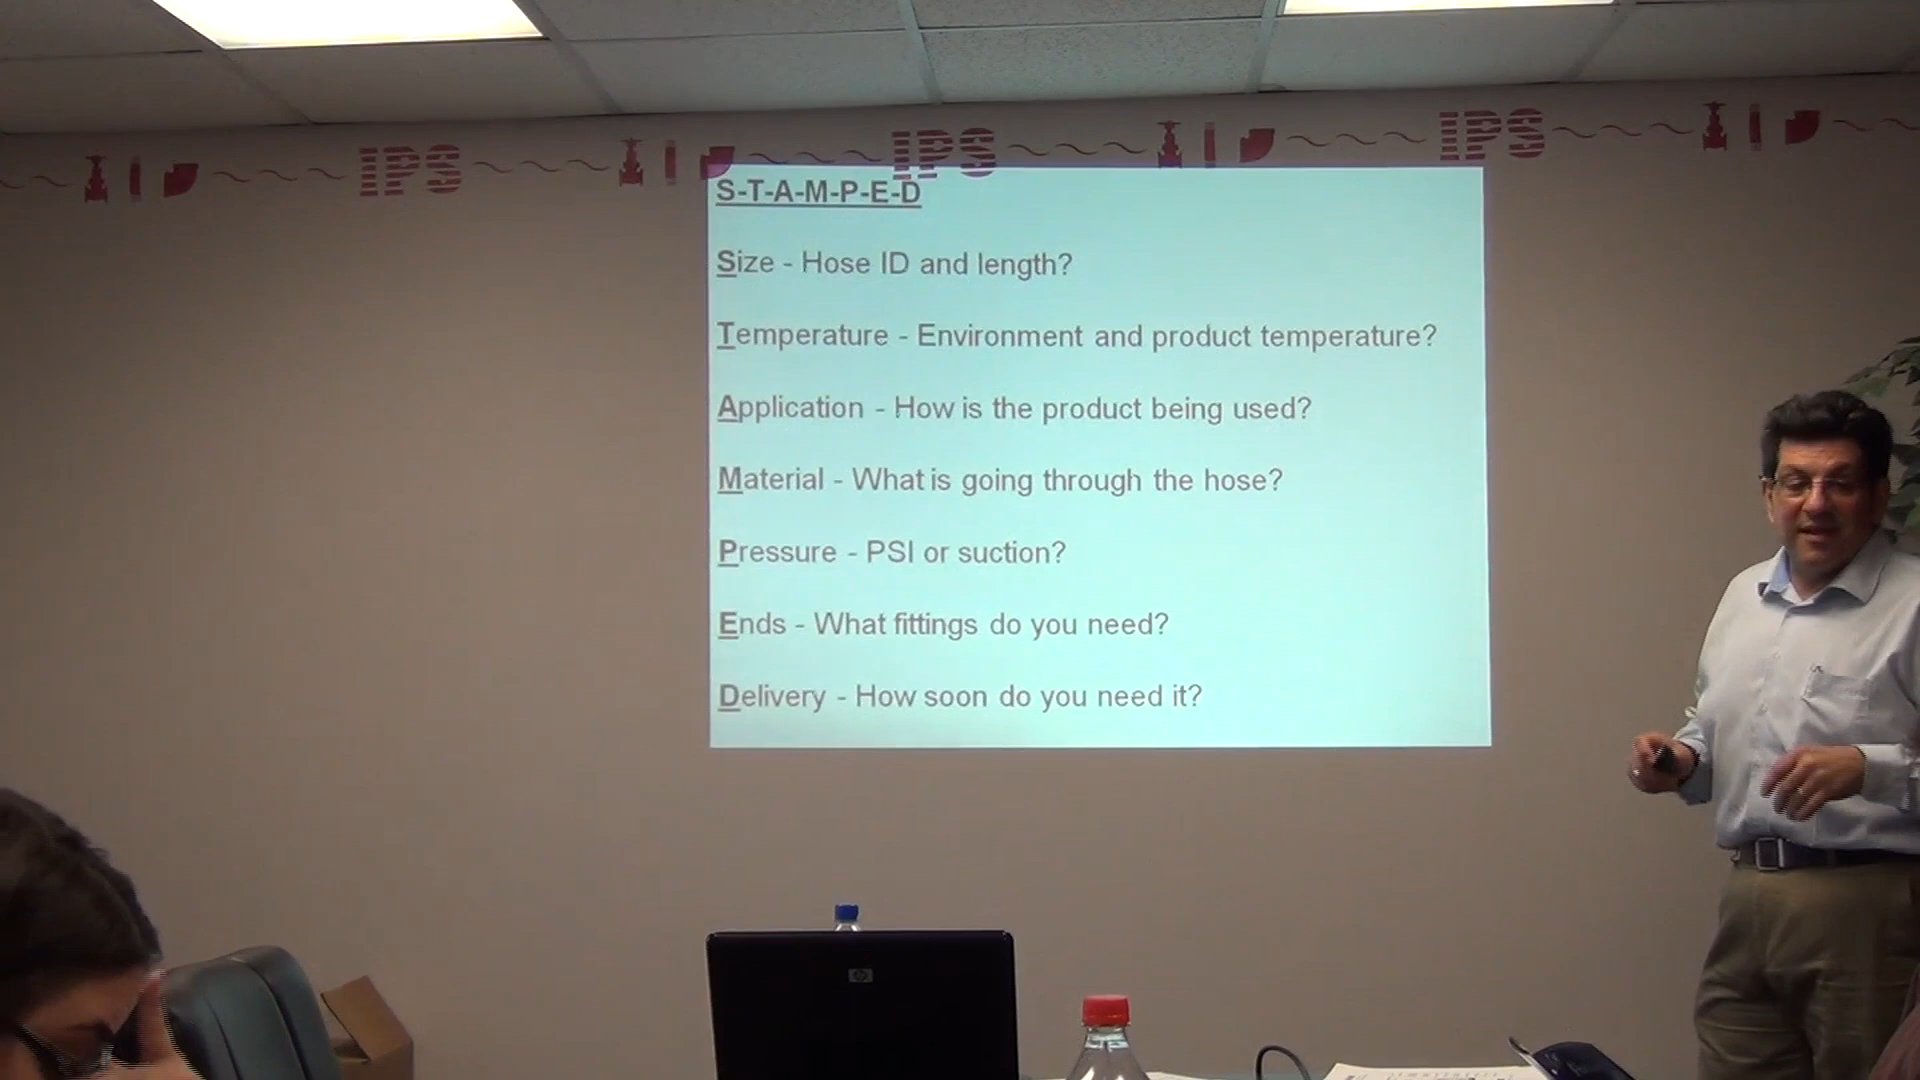 IPS IPS IPS
S-T-A-M-P-E-D
Size - Hose ID and length?
Temperature - Environment and product temperature?
Application - How is the product being used?
Material - What is going through the hose?
Pressure - PSI or suction?
Ends - What fittings do you need?
Delivery - How soon do you need it?
hp